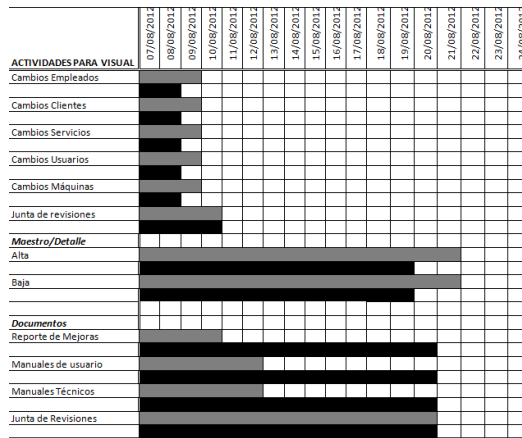 07/08/2012
08/08/2012
09/08/2012
10/08/2012
11/08/2012
12/08/2012
13/08/2012
14/08/2012
15/08/2012
16/08/2012
17/08/2012
18/08/2012
19/08/2012
20/08/2012
21/08/2012
22/08/2012
23/08/2012
ACTIVIDADES PARA VISUAL
Cambios Empleados
Cambios Clientes
Cambios Servicios
Cambios Usuarios
Cambios Máquinas
Junta de revisiones
Maestro/Detalle
Alta
Baja
Documentos
Reporte de Mejoras
Manuales de usuario
Manuales Técnicos
Junta de Revisiones